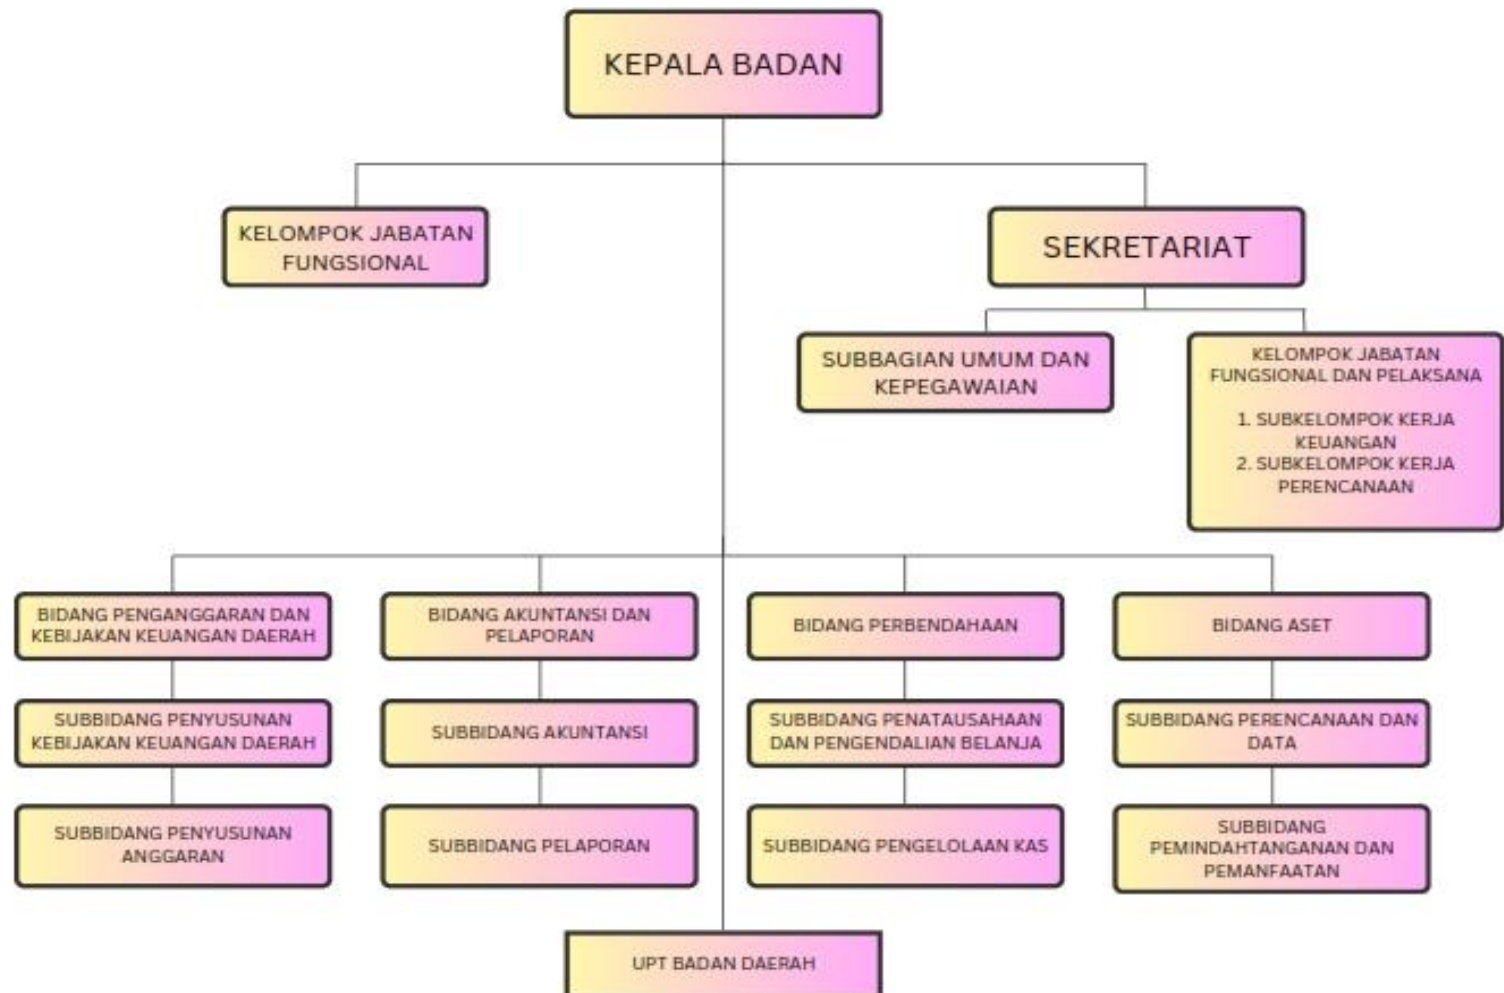 KEPALA BADAN
KELOMPOK JABATAN
FUNGSIONAL
SEKRETARIAT
SUBBAGIAN UMUM DAN
KEPEGAWAIAN
KELOMPOK JABATAN
FUNGSIONAL DAN PELAKSANA
1. SUBKELOMPOK KERJA
KEUANGAN
2. SUBKELOMPOK KERJA
PERENCANAAN
BIDANG PENGANGGARAN DAN
KEBIJAKAN KEUANGAN DAERAH
BIDANG AKUNTANSI DAN
PELAPORAN
BIDANG PERBENDAHAAN
BIDANG ASET
SUBBIDANG PENYUSUNAN
KEBIJAKAN KEUANGAN DAERAH
SUBBIDANG AKUNTANSI
SUBBIDANG PENATAUSAHAAN
DAN PENGENDALIAN BELANJA
SUBBIDANG PERENCANAAN DAN
DATA
SUBBIDANG PENYUSUNAN
ANGGARAN
SUBBIDANG PELAPORAN
SUBBIDANG PENGELOLAAN KAS
SUBBIDANG
PEMINDAHTANGANAN DAN
PEMANFAATAN
UPT BADAN DAERAH